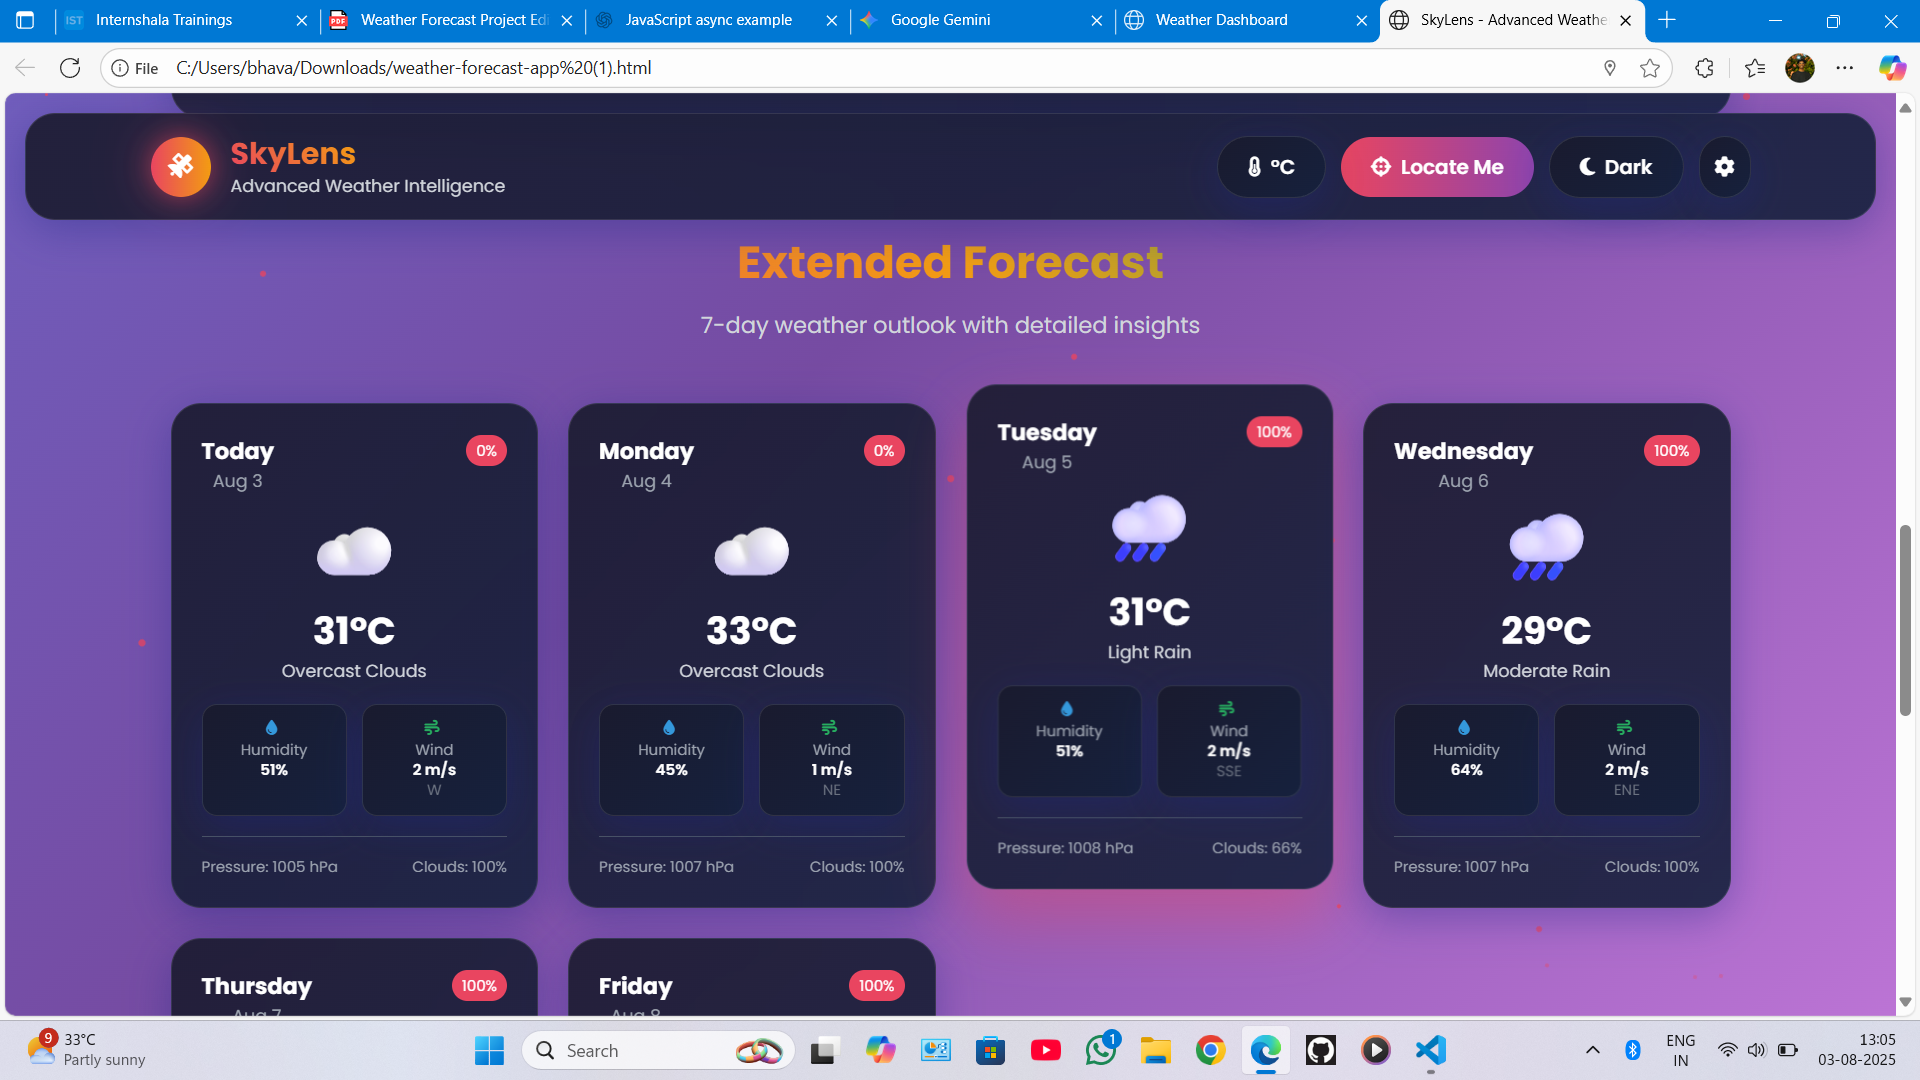 Internshala Trainings
Weather Forecast Project Edi
JavaScript async example
Google Gemini
Weather Dashboard
SkyLens - Advanced Weathe
IST
PDF
File
C:/Users/bhava/Downloads/weather-forecast-app%20(1).html
SkyLens
Advanced Weather Intelligence
°C
Locate Me
Dark
Extended Forecast
7-day weather outlook with detailed insights
Today
0%
Aug 3
31°C
Overcast Clouds
Humidity
51%
Wind
2 m/s
W
Pressure: 1005 hPa
Clouds: 100%
Monday
0%
Aug 4
33°C
Overcast Clouds
Humidity
45%
Wind
1 m/s
NE
Pressure: 1007 hPa
Clouds: 100%
Tuesday
100%
Aug 5
31°C
Light Rain
Humidity
51%
Wind
2 m/s
SSE
Pressure: 1008 hPa
Clouds: 66%
Wednesday
100%
Aug 6
29°C
Moderate Rain
Humidity
64%
Wind
2 m/s
ENE
Pressure: 1007 hPa
Clouds: 100%
Thursday
100%
Aug 7
Friday
100%
Aug 8
9
33°C
Partly sunny
Search
1
ENG
IN
13:05
03-08-2025